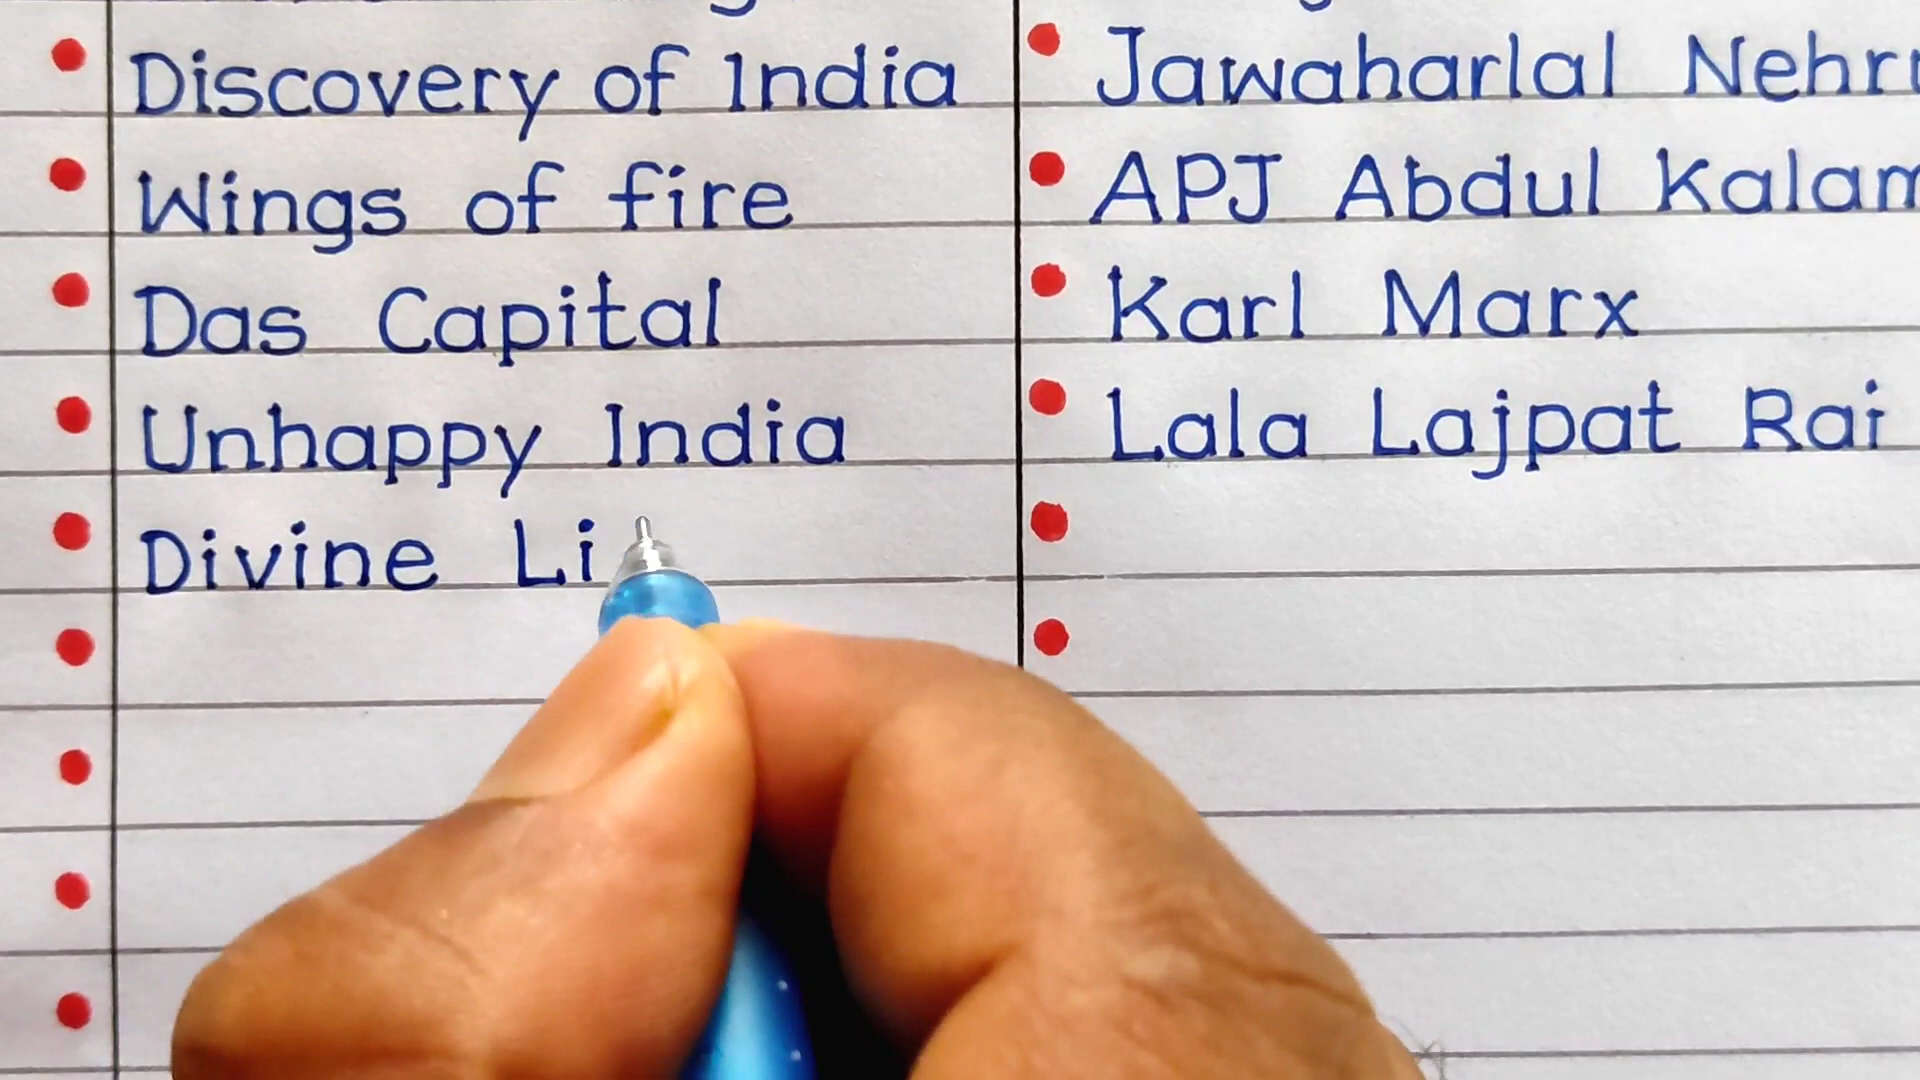 Discovery of India Jawaharlal Nehru
Wings of fire APJ Abdul Kalam
Das Capital Karl Marx
Unhappy India Lala Lajpat Rai
Divine Li